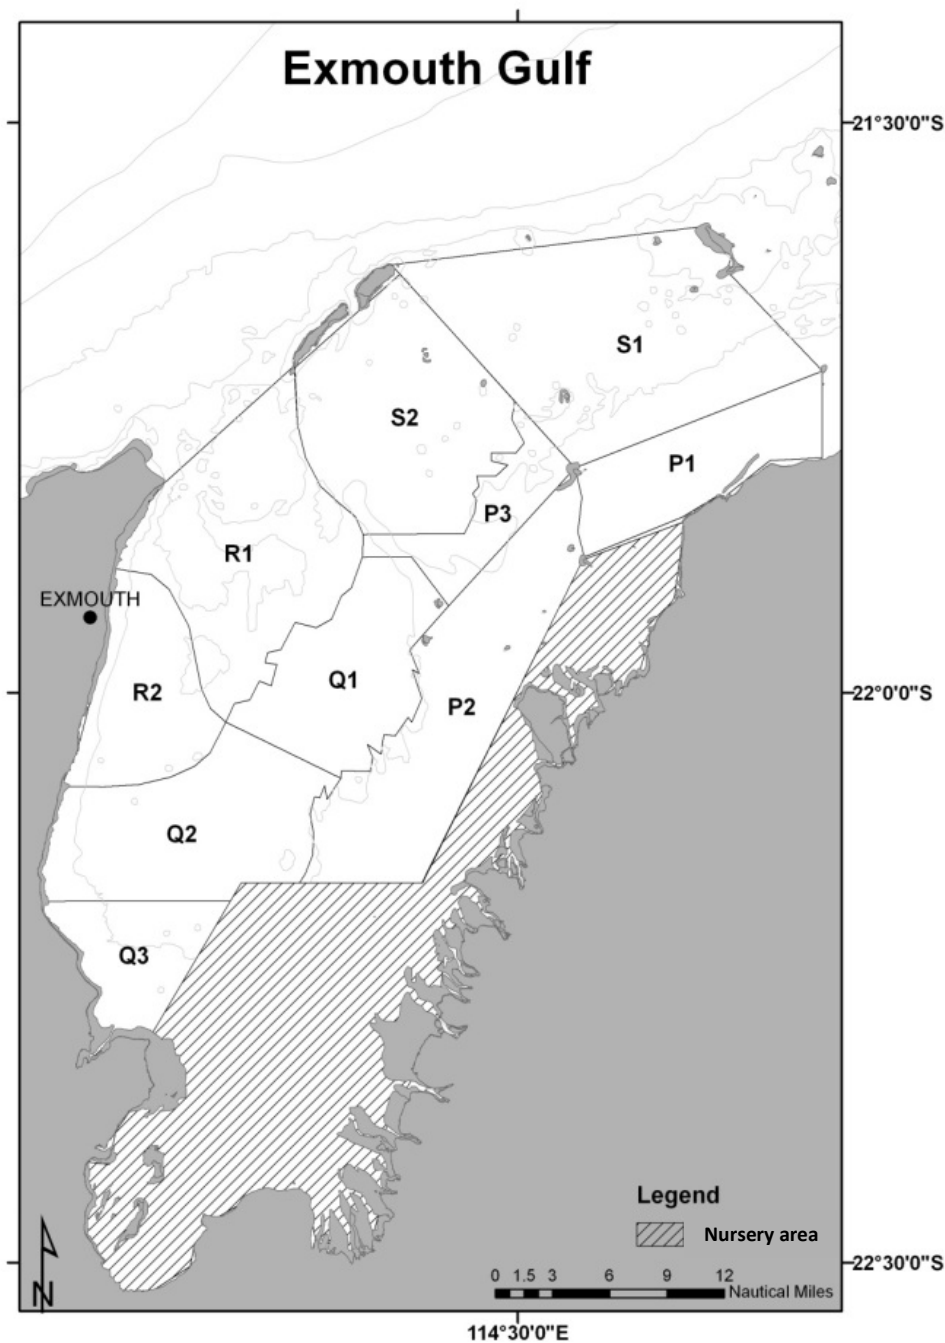 Exmouth Gulf
21°30'0"S
S1
S2
P1
P3
R1
EXMOUTH
Q1
R2
22°0'0"S
P2
Q2
Q3
Legend
Nursery area
22°30'0"S
0 1.5 3 6 9 12
Nautical Miles
N
114°30'0"E